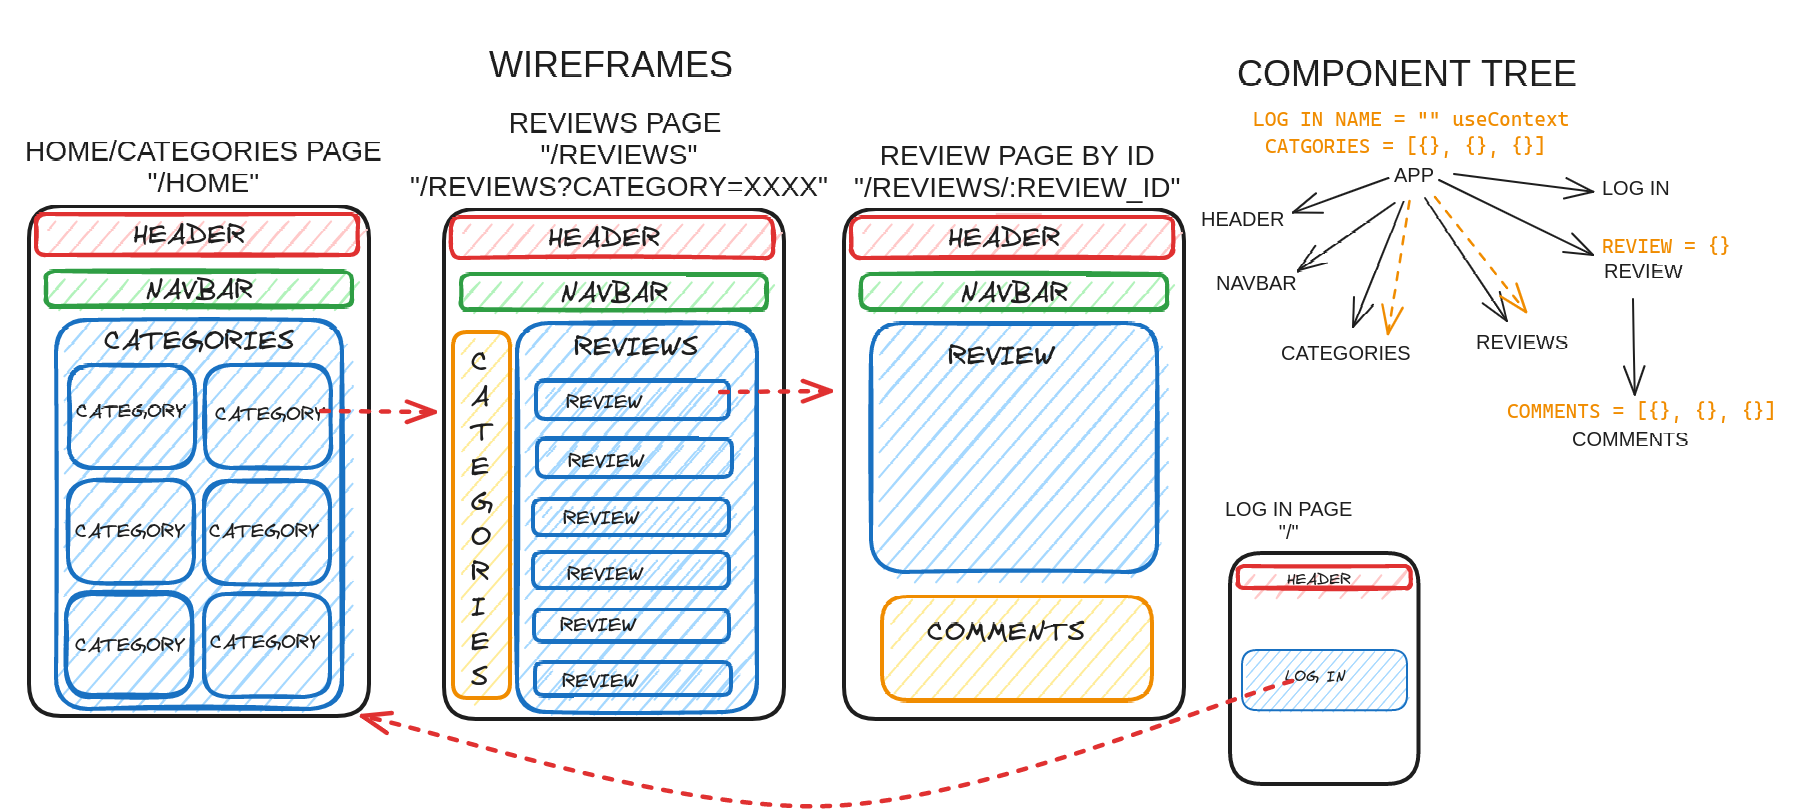 WIREFRAMES
HOME/CATEGORIES PAGE
"/HOME"
HEADER
NAVBAR
CATEGORIES
CATEGORY
CATEGORY
CATEGORY
CATEGORY
CATEGORY
CATEGORY
REVIEWS PAGE
"/REVIEWS"
"/REVIEWS?CATEGORY=XXXX"
HEADER
NAVBAR
C
A
T
E
G
O
R
I
E
S
REVIEWS
REVIEW
REVIEW
REVIEW
REVIEW
REVIEW
REVIEW
REVIEW PAGE BY ID
"/REVIEWS/:REVIEW_ID"
HEADER
NAVBAR
REVIEW
COMMENTS
COMPONENT TREE
LOG IN NAME = "" useContext
CATGORIES = [{}, {}, {}]
APP
LOG IN
HEADER
REVIEW = {}
REVIEW
NAVBAR
REVIEWS
CATEGORIES
COMMENTS = [{}, {}, {}]
COMMENTS
LOG IN PAGE
"/"
HEADER
LOG IN